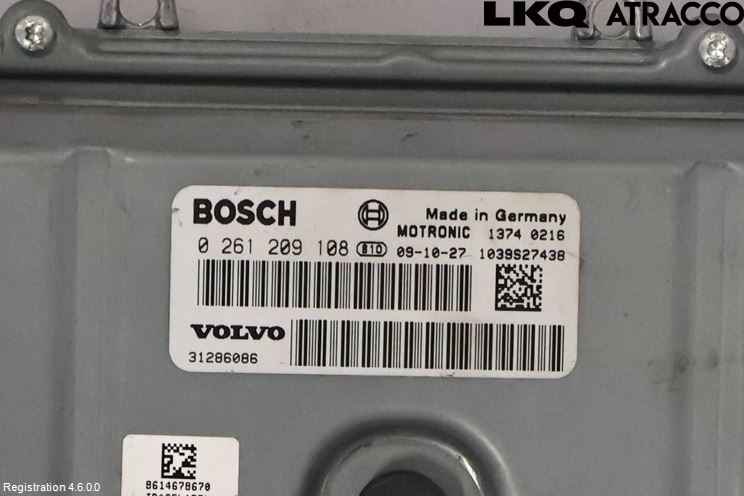 LKQ ATRACCO
BOSCH Made in Germany
MOTRONIC 1374 0216
0 261 209 108 810 09-10-27 1039S27438
VOLVO
31286086
8614678670
Registration 4.6.0.0